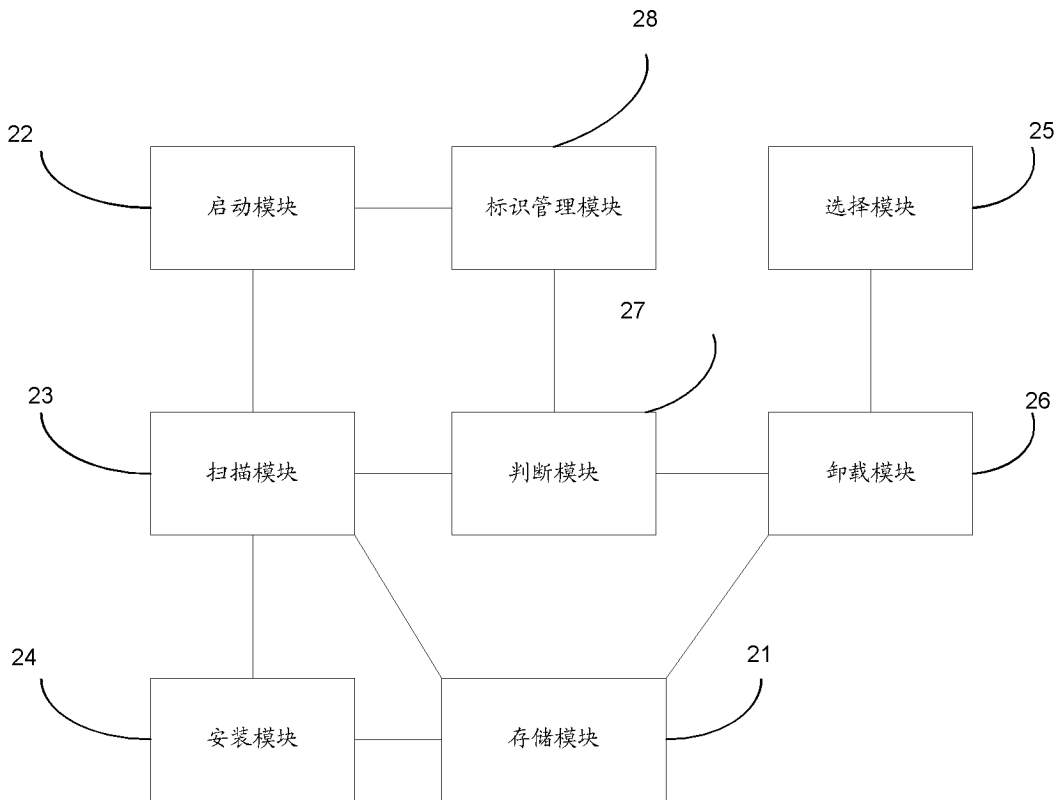 28
22
25
启动模块
标识管理模块
选择模块
27
23
26
扫描模块
判断模块
卸载模块
24
21
安装模块
存储模块